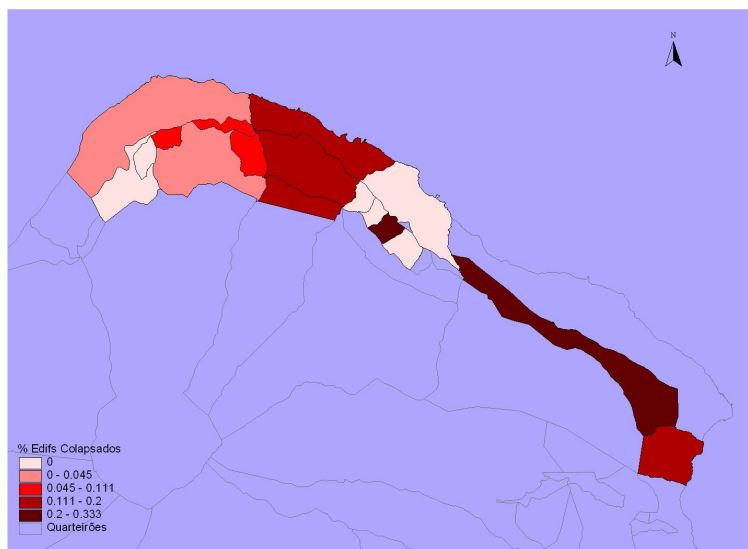 N
% Edifs Colapsados
0
0 - 0.045
0.045 - 0.111
0.111 - 0.2
0.2 - 0.333
Quarteirões